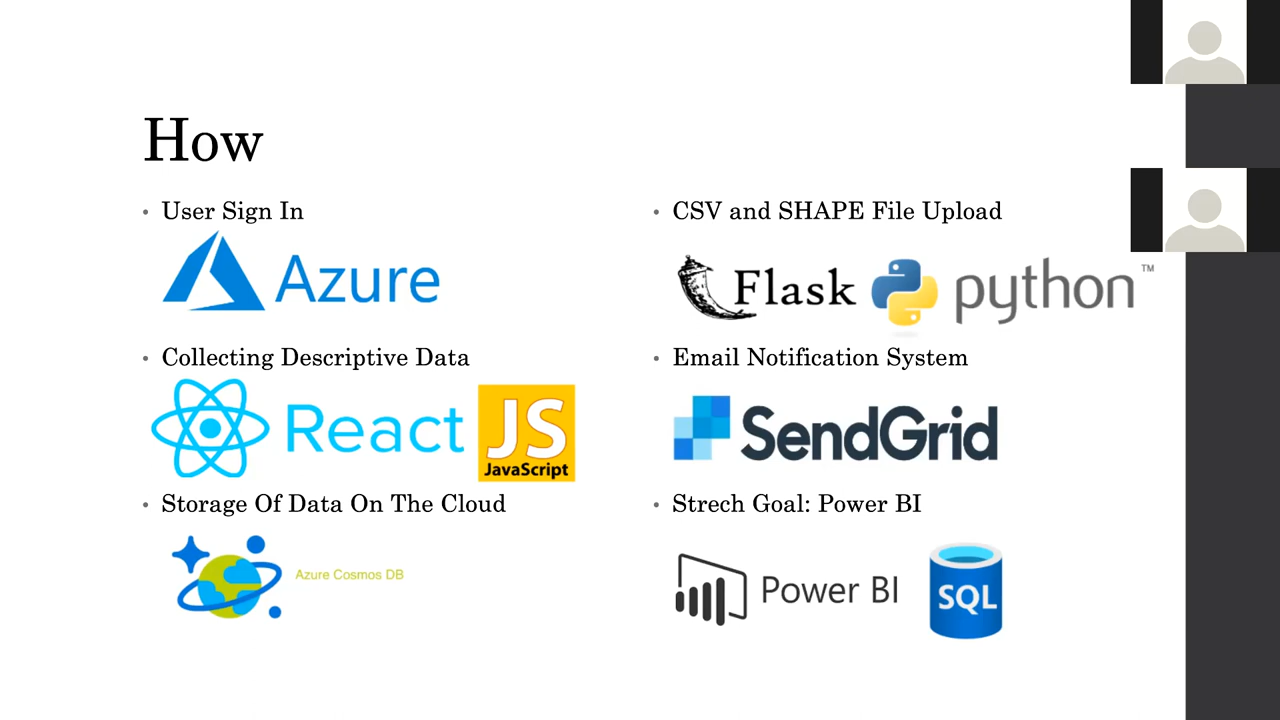 How
User Sign In
Azure
Collecting Descriptive Data
React
JS
JavaScript
Storage Of Data On The Cloud
Azure Cosmos DB
CSV and SHAPE File Upload
Flask
python™
Email Notification System
SendGrid
Strech Goal: Power BI
Power BI
SQL